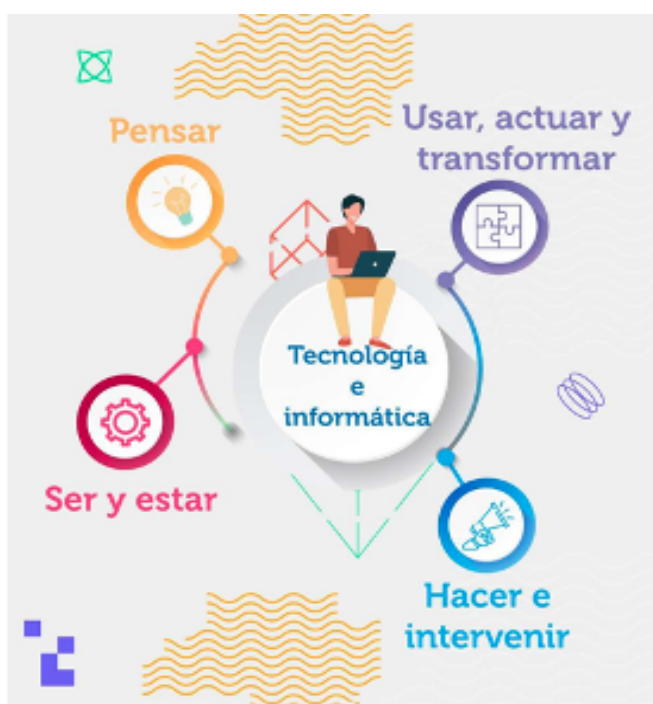 Pensar
Usar, actuar y
transformar
Tecnología
e
informática
Ser y estar
Hacer e
intervenir